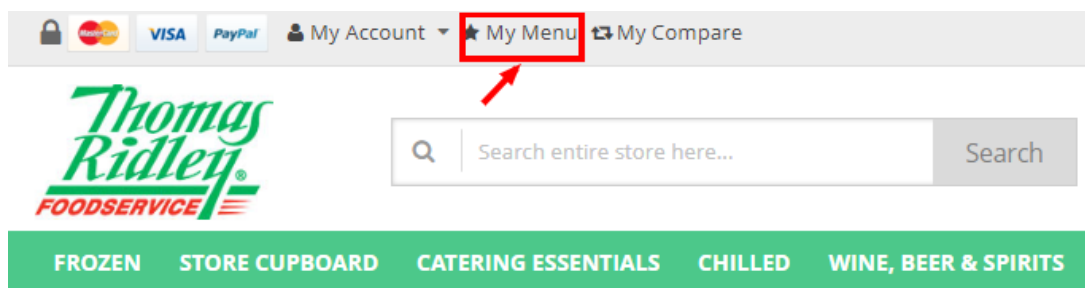 MasterCard VISA PayPal My Account My Menu My Compare
Thomas
Ridley®
FOODSERVICE
Search entire store here... Search
FROZEN STORE CUPBOARD CATERING ESSENTIALS CHILLED WINE, BEER & SPIRITS